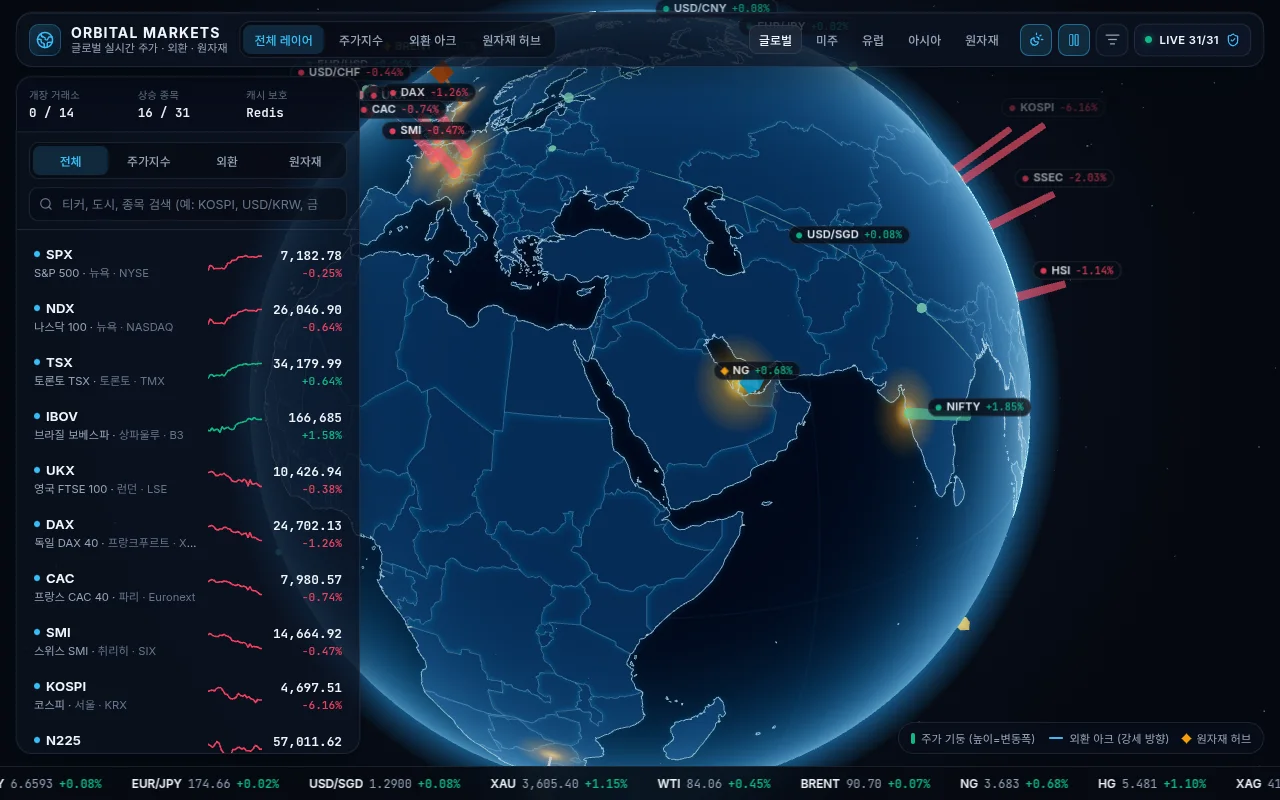 USD/CNY +0.08%
ORBITAL MARKETS
글로벌 실시간 주가 · 외환 · 원자재
전체 레이어
주가지수
외환 아크
원자재 허브
EUR/JPY +0.02%
글로벌
미주
유럽
아시아
원자재
LIVE 31/31
USD/CHF -0.44%
DAX -1.26%
CAC -0.74%
SMI -0.47%
KOSPI -6.16%
SSEC -2.03%
USD/SGD +0.08%
HSI -1.14%
NG +0.68%
NIFTY +1.85%
개장 거래소
0 / 14
상승 종목
16 / 31
캐시 보호
Redis
전체
주가지수
외환
원자재
티커, 도시, 종목 검색 (예: KOSPI, USD/KRW, 금
SPX 7,182.78
S&P 500 · 뉴욕 · NYSE -0.25%
NDX 26,046.90
나스닥 100 · 뉴욕 · NASDAQ -0.64%
TSX 34,179.99
토론토 TSX · 토론토 · TMX +0.64%
IBOV 166,685
브라질 보베스파 · 상파울루 · B3 +1.58%
UKX 10,426.94
영국 FTSE 100 · 런던 · LSE -0.38%
DAX 24,702.13
독일 DAX 40 · 프랑크푸르트 · X... -1.26%
CAC 7,980.57
프랑스 CAC 40 · 파리 · Euronext -0.74%
SMI 14,664.92
스위스 SMI · 취리히 · SIX -0.47%
KOSPI 4,697.51
코스피 · 서울 · KRX -6.16%
N225 57,011.62
주가 기둥 (높이=변동폭)
외환 아크 (강세 방향)
원자재 허브
Y 6.6593 +0.08%
EUR/JPY 174.66 +0.02%
USD/SGD 1.2900 +0.08%
XAU 3,605.40 +1.15%
WTI 84.06 +0.45%
BRENT 90.70 +0.07%
NG 3.683 +0.68%
HG 5.481 +1.10%
XAG 41